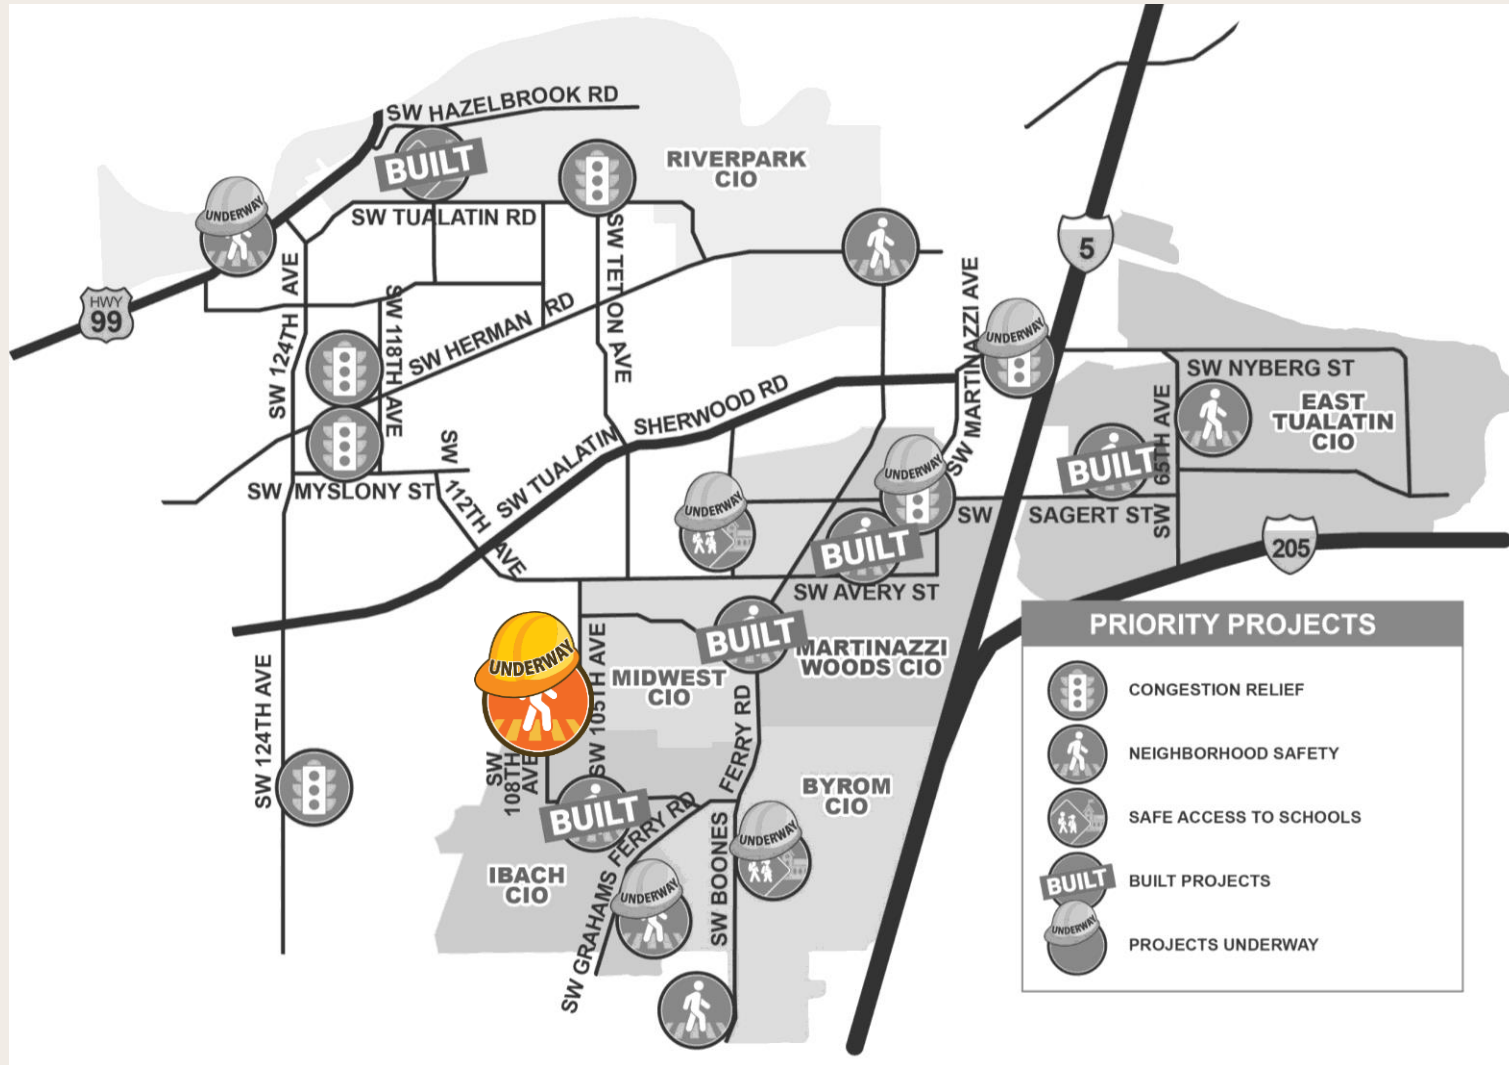 SW HAZELBROOK RD
BUILT
RIVERPARK
CIO
UNDERWAY
SW TUALATIN RD
SW TETON AVE
5
HWY
99
SW 124TH AVE
SW 118TH AVE
SW HERMAN RD
SW MARTINAZZI AVE
UNDERWAY
SW NYBERG ST
EAST
TUALATIN
CIO
SW TUALATIN SHERWOOD RD
SW 65TH AVE
BUILT
UNDERWAY
SW MYSLONY ST
SW 112TH AVE
UNDERWAY
SW SAGERT ST
BUILT
205
SW AVERY ST
BUILT
MARTINAZZI
WOODS CIO
UNDERWAY
SW 105TH AVE
MIDWEST
CIO
SW 124TH AVE
SW
108TH
AVE
BUILT
SW BOONES FERRY RD
BYROM
CIO
SW GRAHAMS FERRY RD
UNDERWAY
IBACH
CIO
UNDERWAY
PRIORITY PROJECTS
CONGESTION RELIEF
NEIGHBORHOOD SAFETY
SAFE ACCESS TO SCHOOLS
BUILT
BUILT PROJECTS
UNDERWAY
PROJECTS UNDERWAY